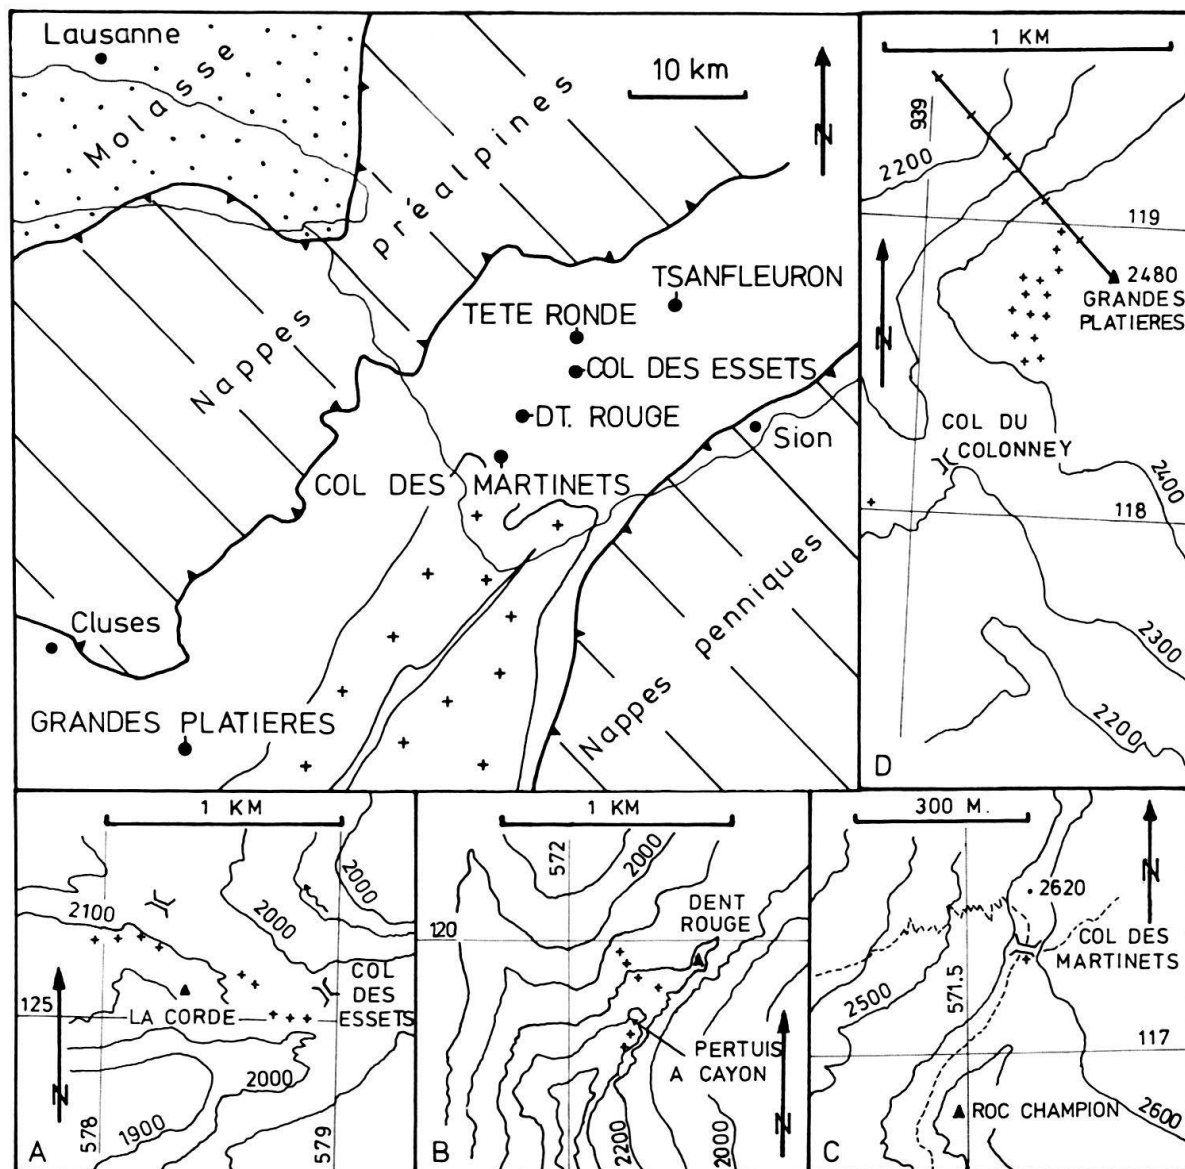 Lausanne
Molasse
Nappes préalpines
10 km
N
TSANFLEURON
TETE RONDE
COL DES ESSETS
DT. ROUGE
Sion
COL DES MARTINETS
Cluses
GRANDES PLATIERES
Nappes penniques
1 KM
939
2200
119
2480
GRANDES
PLATIERES
N
COL DU
COLONNEY
2400
118
2300
2200
D
1 KM
2000
2100
2000
COL
DES
ESSETS
125
LA CORDE
N
2000
1900
578
579
A
1 KM
572
2000
DENT
ROUGE
120
PERTUIS
A CAYON
N
2200
2000
B
300 M.
N
2620
COL DES
MARTINETS
2500
571.5
117
ROC CHAMPION
2600
C